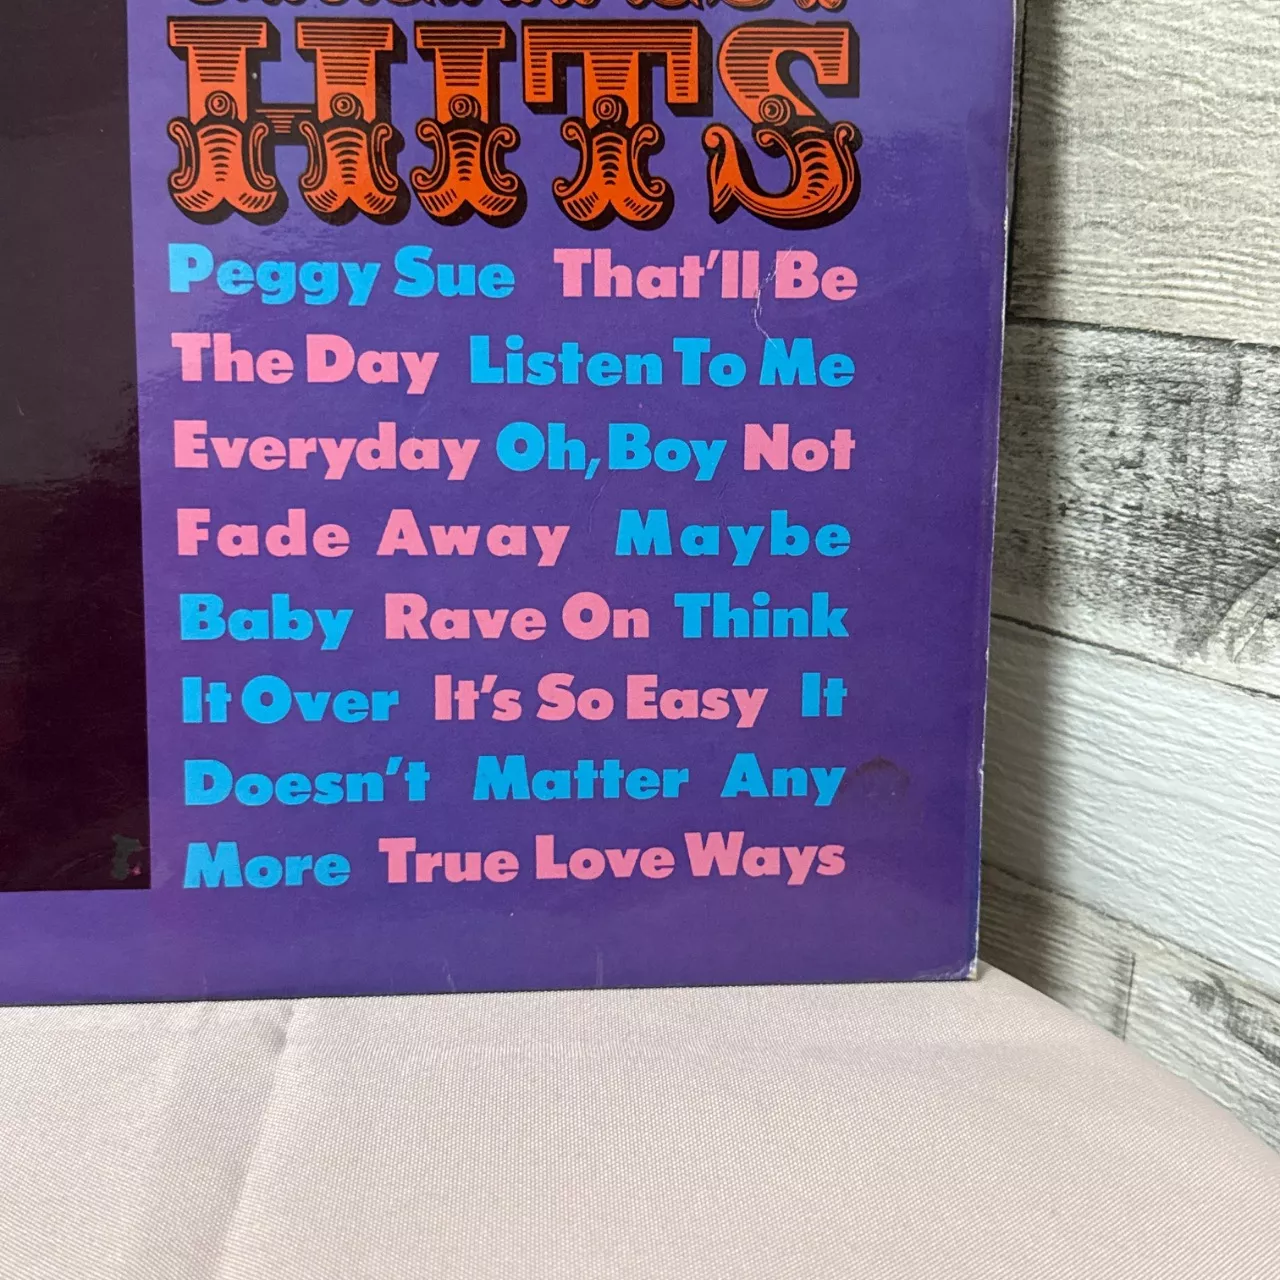 HITS
Peggy Sue That'll Be
The Day Listen To Me
Everyday Oh, Boy Not
Fade Away Maybe
Baby Rave On Think
It Over It's So Easy It
Doesn't Matter Any
More True Love Ways